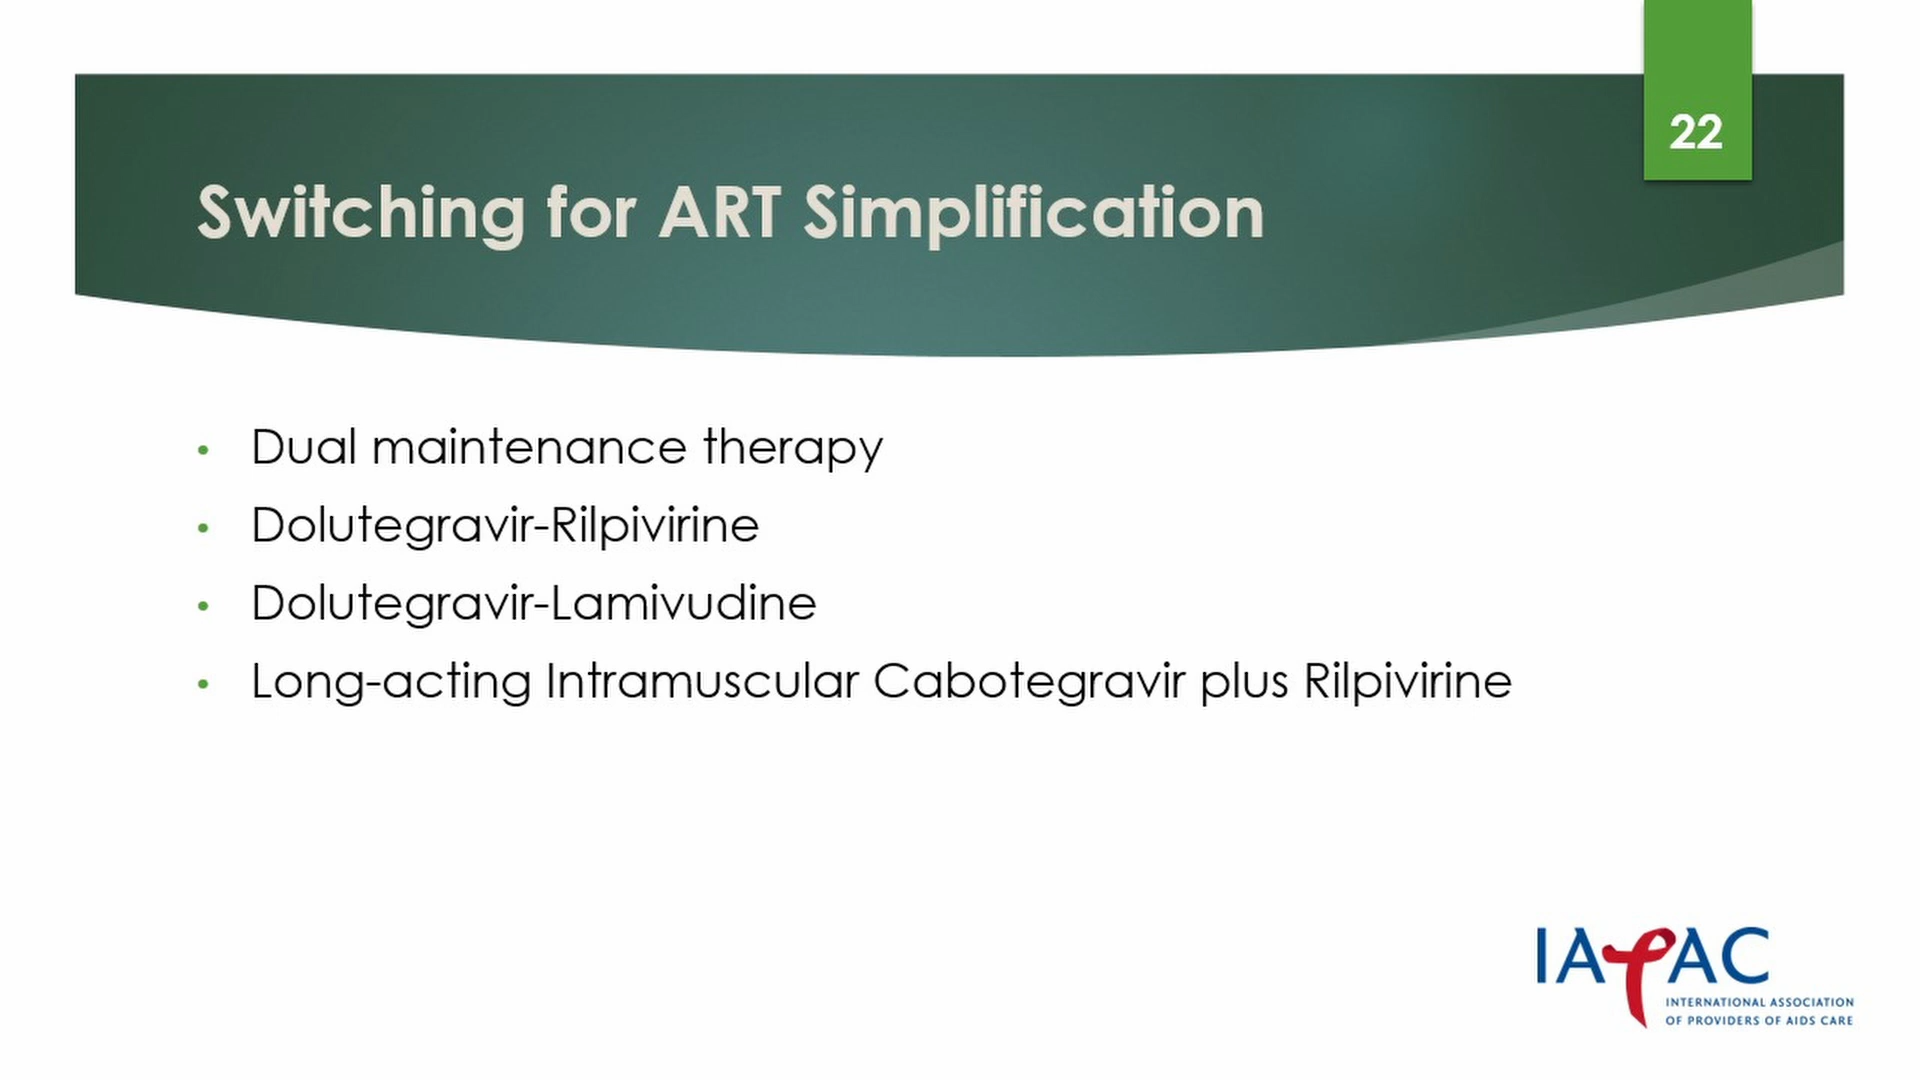 22
Switching for ART Simplification
• Dual maintenance therapy
• Dolutegravir-Rilpivirine
• Dolutegravir-Lamivudine
• Long-acting Intramuscular Cabotegravir plus Rilpivirine
IAPAC
INTERNATIONAL ASSOCIATION
OF PROVIDERS OF AIDS CARE